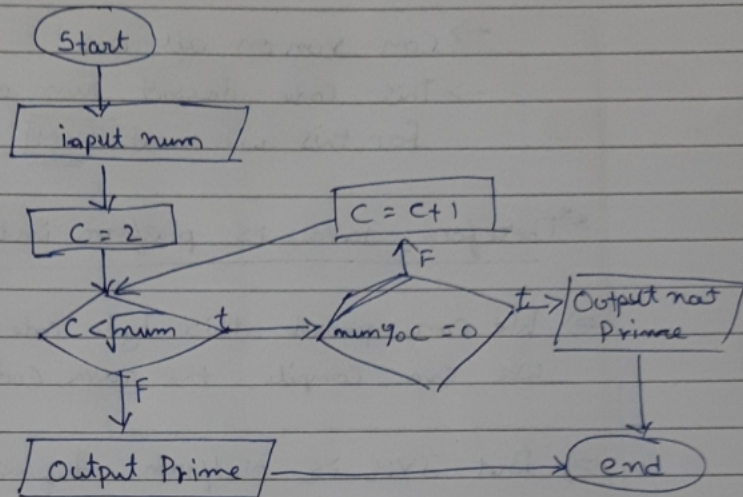 Start
input num
C = 2
C = C+1
F
C < √num
t
num%C = 0
t
Output not
Prime
F
Output Prime
end